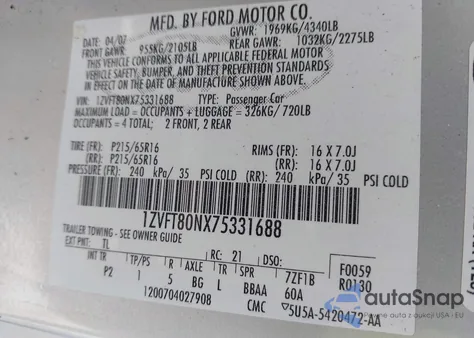 MFD. BY FORD MOTOR CO.
DATE: 04/07 GVWR: 1969KG/4340LB
FRONT GAWR: 955KG/2105LB REAR GAWR: 1032KG/2275LB
THIS VEHICLE CONFORMS TO ALL APPLICABLE FEDERAL MOTOR
VEHICLE SAFETY, BUMPER, AND THEFT PREVENTION STANDARDS
IN EFFECT ON THE DATE OF MANUFACTURE SHOWN ABOVE.
VIN: 1ZVFT80NX75331688 TYPE: Passenger Car
MAXIMUM LOAD = OCCUPANTS + LUGGAGE = 326KG/ 720LB
OCCUPANTS = 4 TOTAL: 2 FRONT, 2 REAR
TIRE (FR): P215/65R16 RIMS (FR): 16 X 7.0J
(RR): P215/65R16 (RR): 16 X 7.0J
PRESSURE (FR): 240 kPa/ 35 PSI COLD (RR): 240 kPa/ 35 PSI COLD
1ZVFT80NX75331688
TRAILER TOWING - SEE OWNER GUIDE
EXT PNT: TL RC: 21 DSO: F0059
INT TR TP/PS R AXLE TR SPR 7ZF1B R0130
P2 1 5 BG L BBAA 60A
1200704027908 CMC 5U5A-5420472-AA
autoSnap